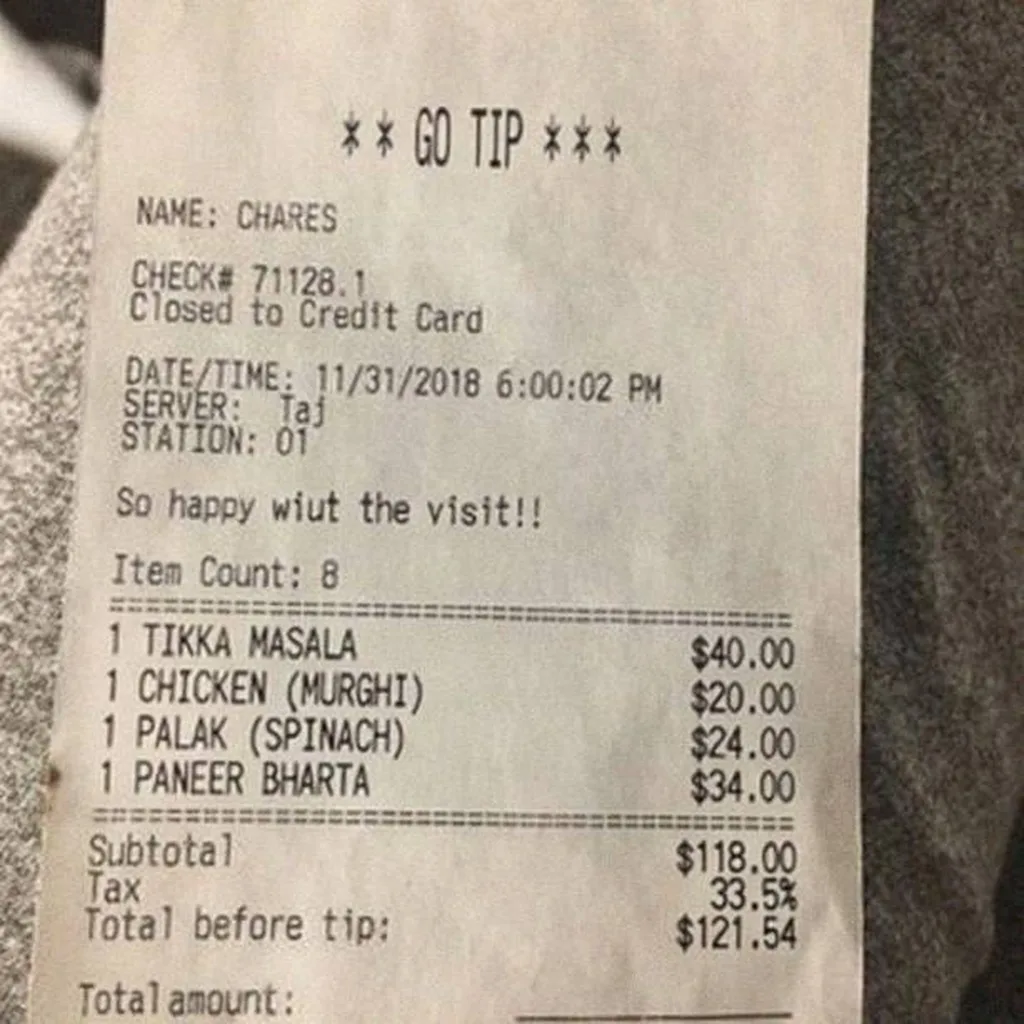 ** GO TIP ***
NAME: CHARES
CHECK# 71128.1
Closed to Credit Card
DATE/TIME: 11/31/2018 6:00:02 PM
SERVER: Taj
STATION: 01
So happy wiut the visit!!
Item Count: 8
1 TIKKA MASALA $40.00
1 CHICKEN (MURGHI) $20.00
1 PALAK (SPINACH) $24.00
1 PANEER BHARTA $34.00
Subtotal $118.00
Tax 33.5%
Total before tip: $121.54
Total amount: